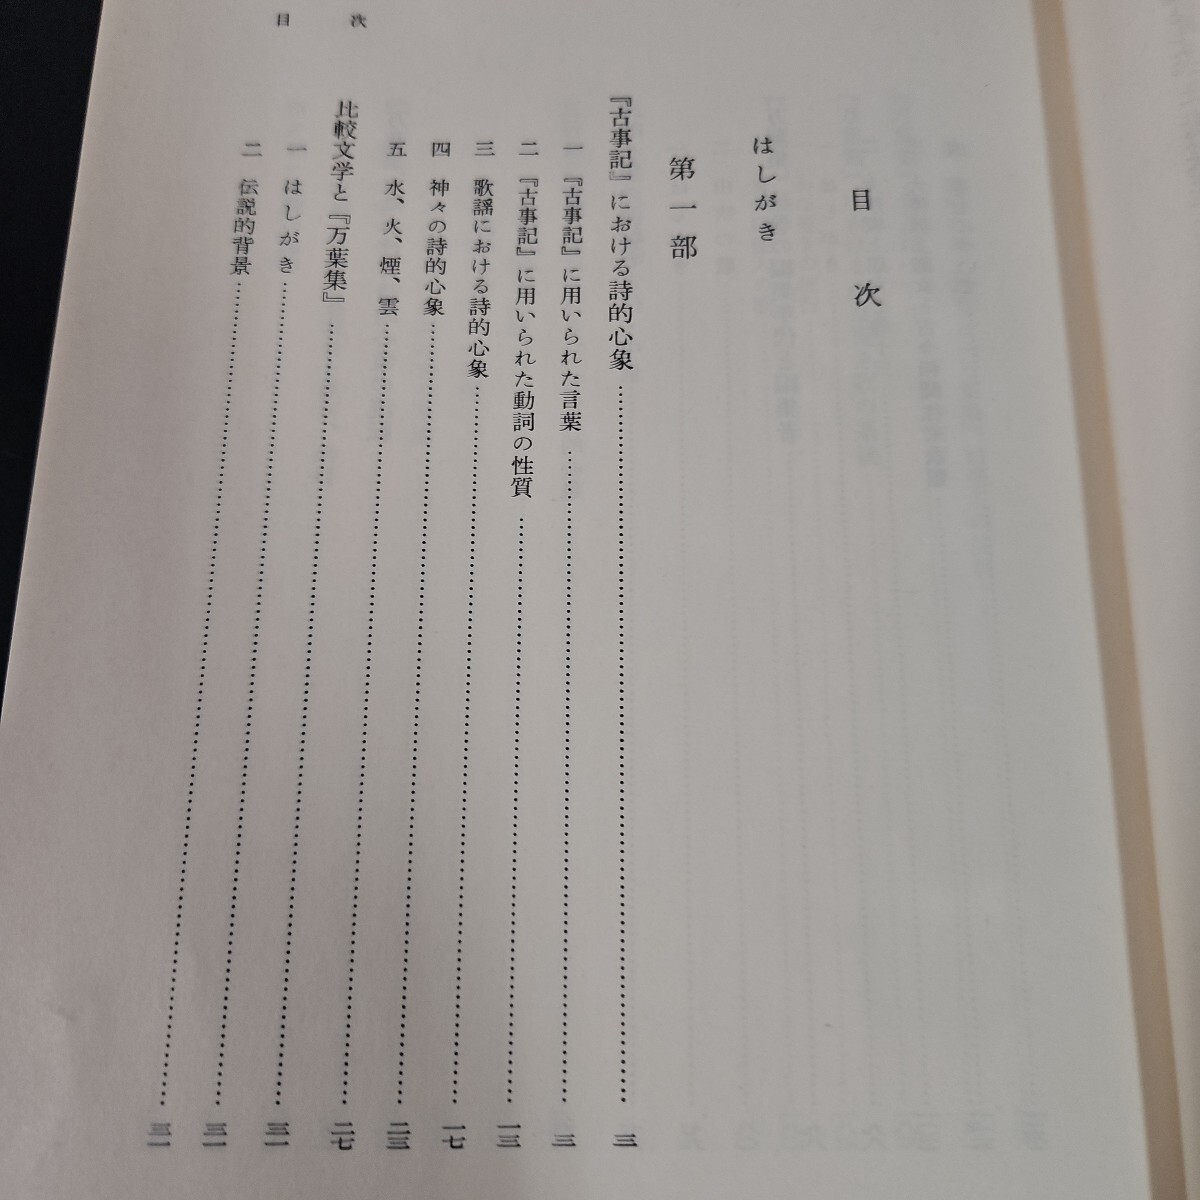 目次
目次
はしがき
第一部
『古事記』における詩的心象……三
一 『古事記』に用いられた言葉……三
二 『古事記』に用いられた動詞の性質……一三
三 歌謡における詩的心象……一七
四 神々の詩的心象……二三
五 水、火、煙、雲……二七
比較文学と『万葉集』……三一
一 はしがき……三一
二 伝説的背景……三一